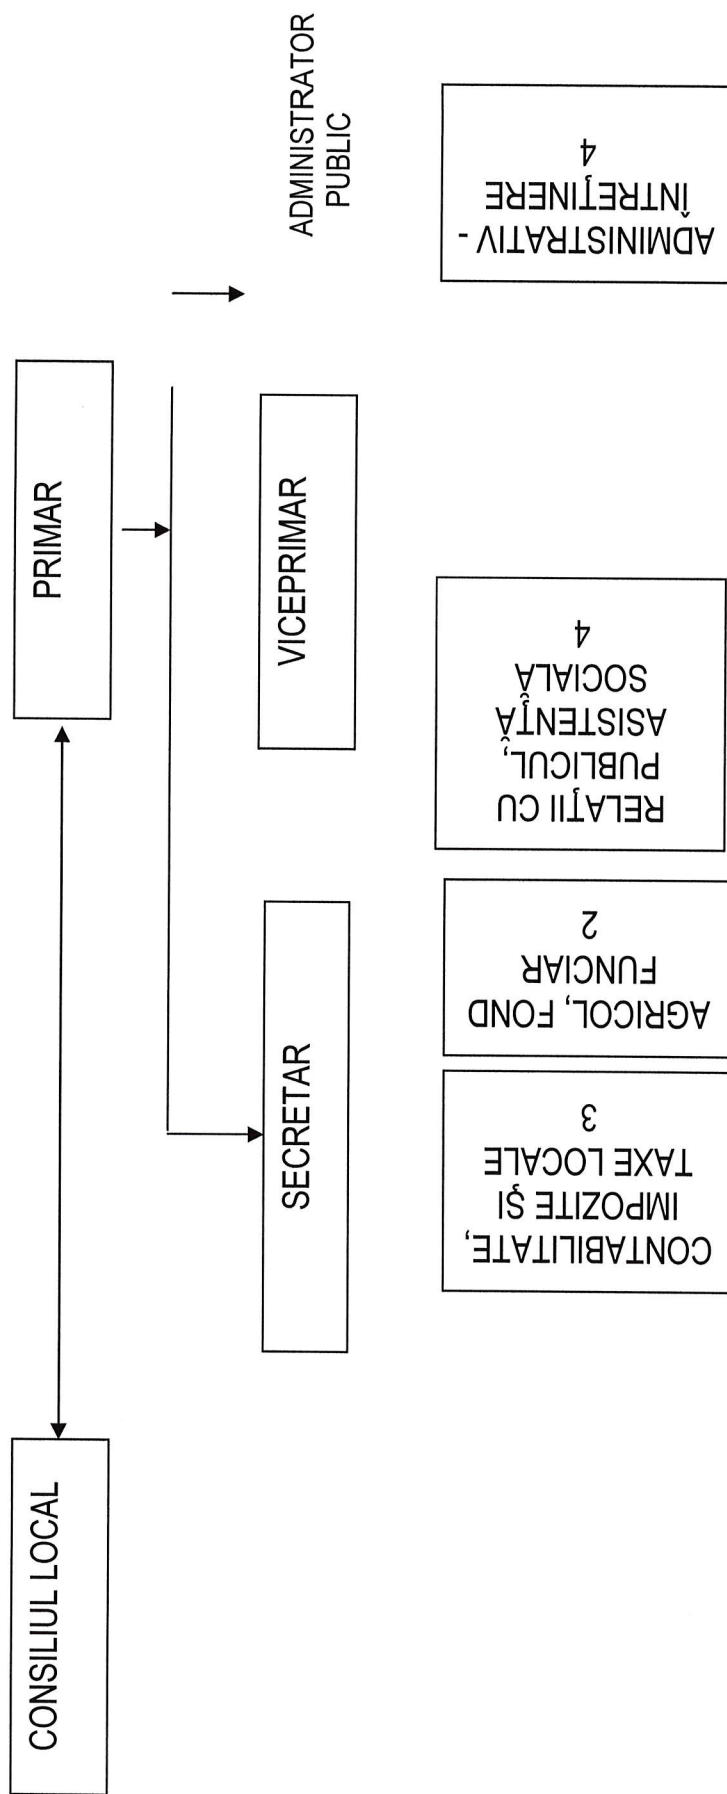 CONSILIUL LOCAL
PRIMAR
SECRETAR
VICEPRIMAR
ADMINISTRATOR
PUBLIC
CONTABILITATE,
IMPOZITE ŞI
TAXE LOCALE
3
AGRICOL, FOND
FUNCIAR
2
RELAŢII CU
PUBLICUL,
ASISTENŢĂ
SOCIALĂ
4
ADMINISTRATIV -
ÎNTREŢINERE
4